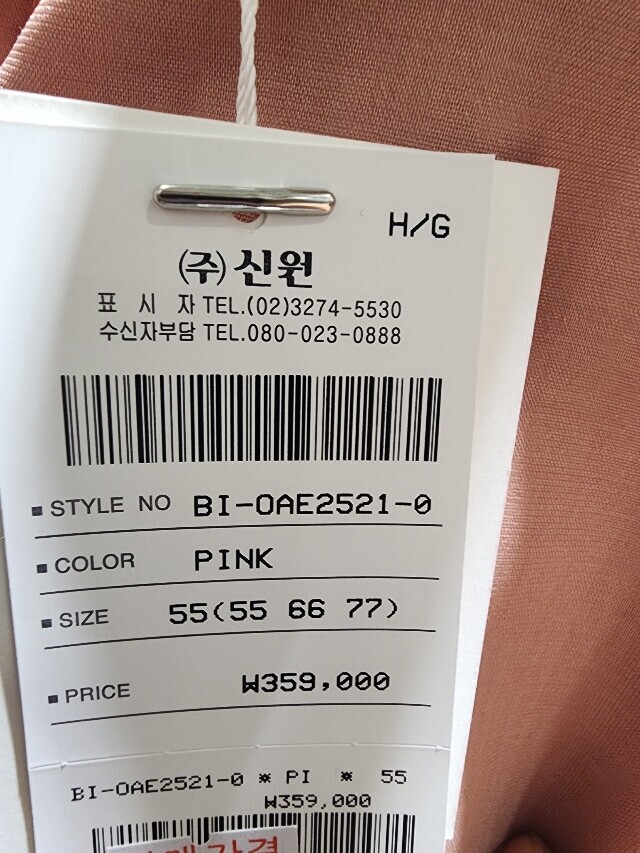 H/G
(주)신원
표 시 자 TEL.(02)3274-5530
수신자부담 TEL.080-023-0888
▪ STYLE NO BI-OAE2521-0
▪ COLOR PINK
▪ SIZE 55(55 66 77)
▪ PRICE ₩359,000
BI-OAE2521-0 ※ PI ※ 55
₩359,000